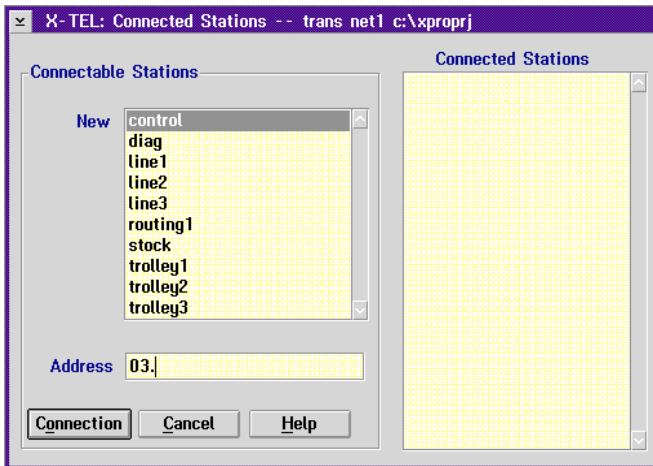 X-TEL: Connected Stations -- trans net1 c:\xproprj
Connectable Stations
New
control
diag
line1
line2
line3
routing1
stock
trolley1
trolley2
trolley3
Address 03.
Connection Cancel Help
Connected Stations